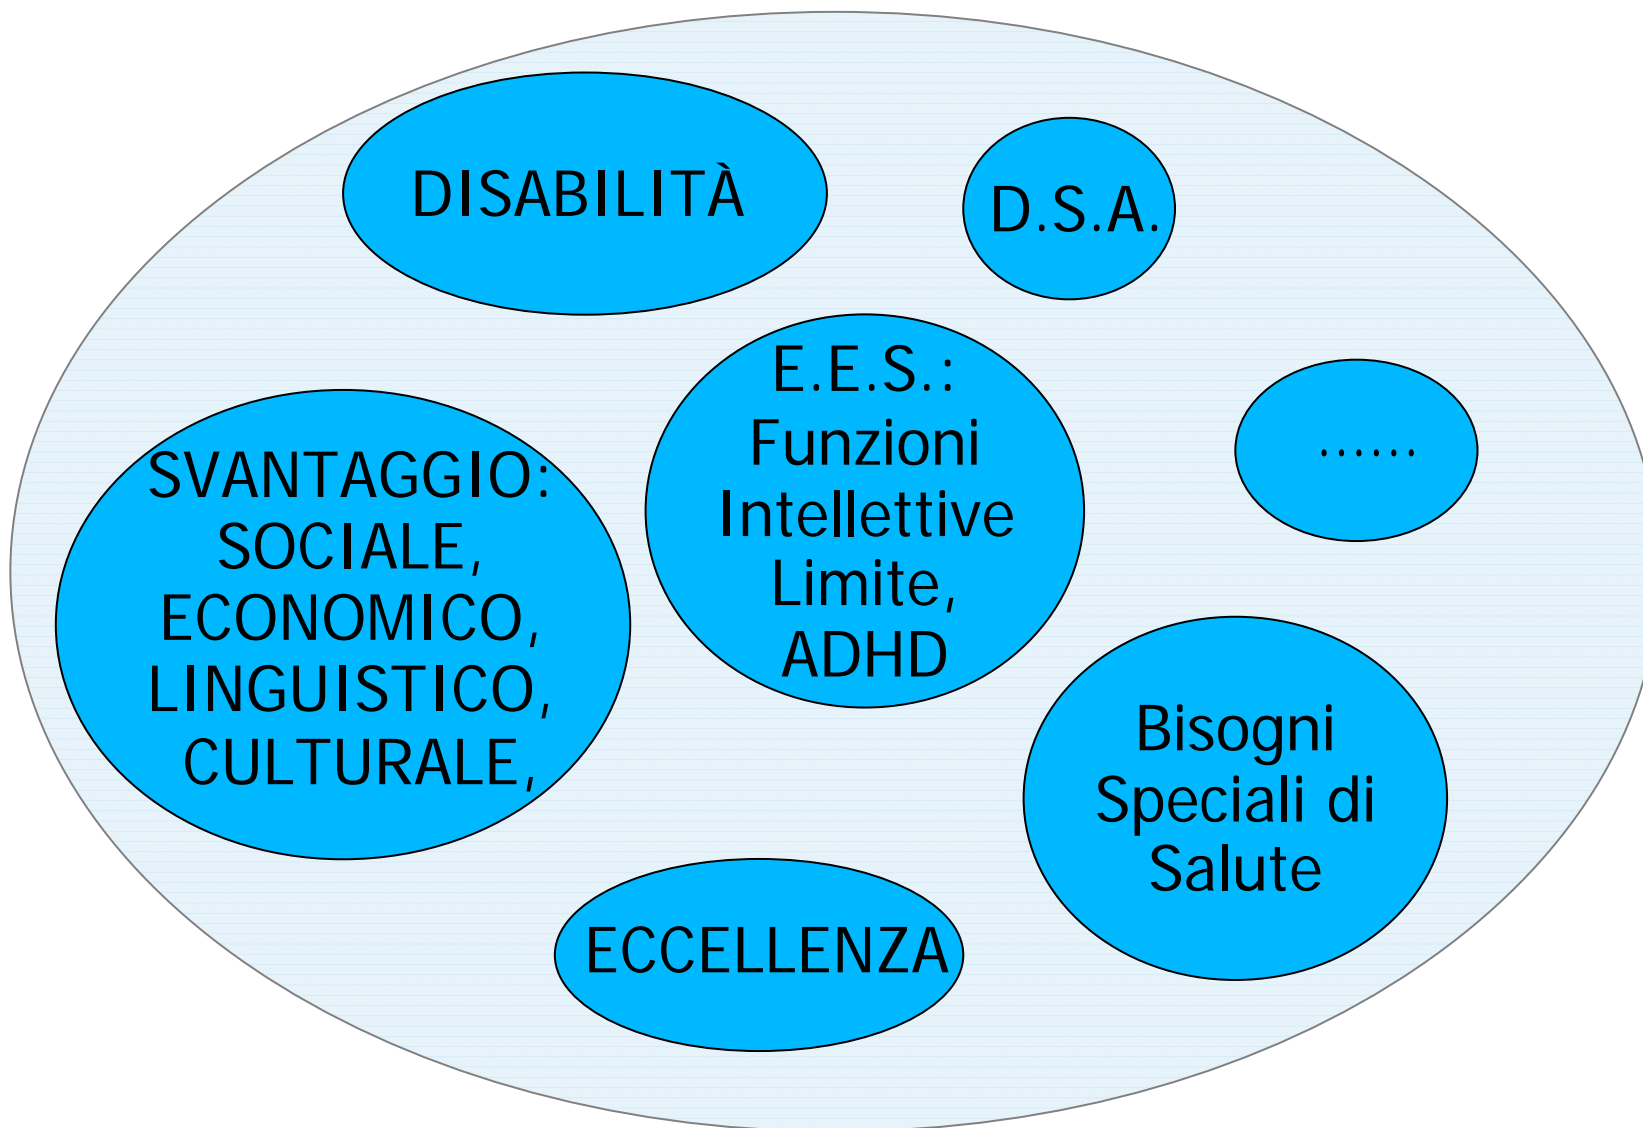 DISABILITÀ
D.S.A.
E.E.S.:
Funzioni
Intellettive
Limite,
ADHD
......
SVANTAGGIO:
SOCIALE,
ECONOMICO,
LINGUISTICO,
CULTURALE,
Bisogni
Speciali di
Salute
ECCELLENZA